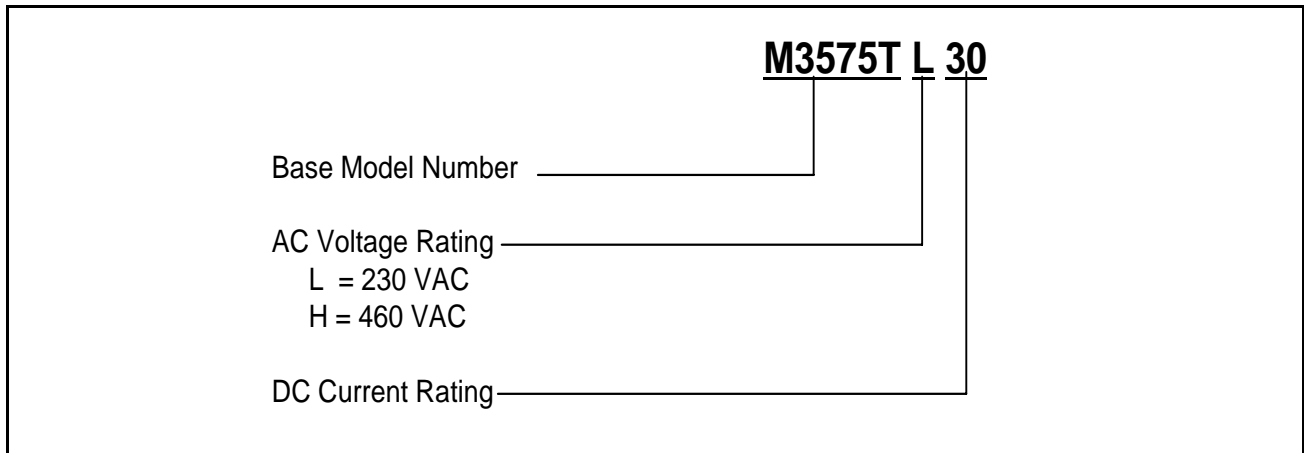 M3575T L 30
Base Model Number
AC Voltage Rating
L = 230 VAC
H = 460 VAC
DC Current Rating